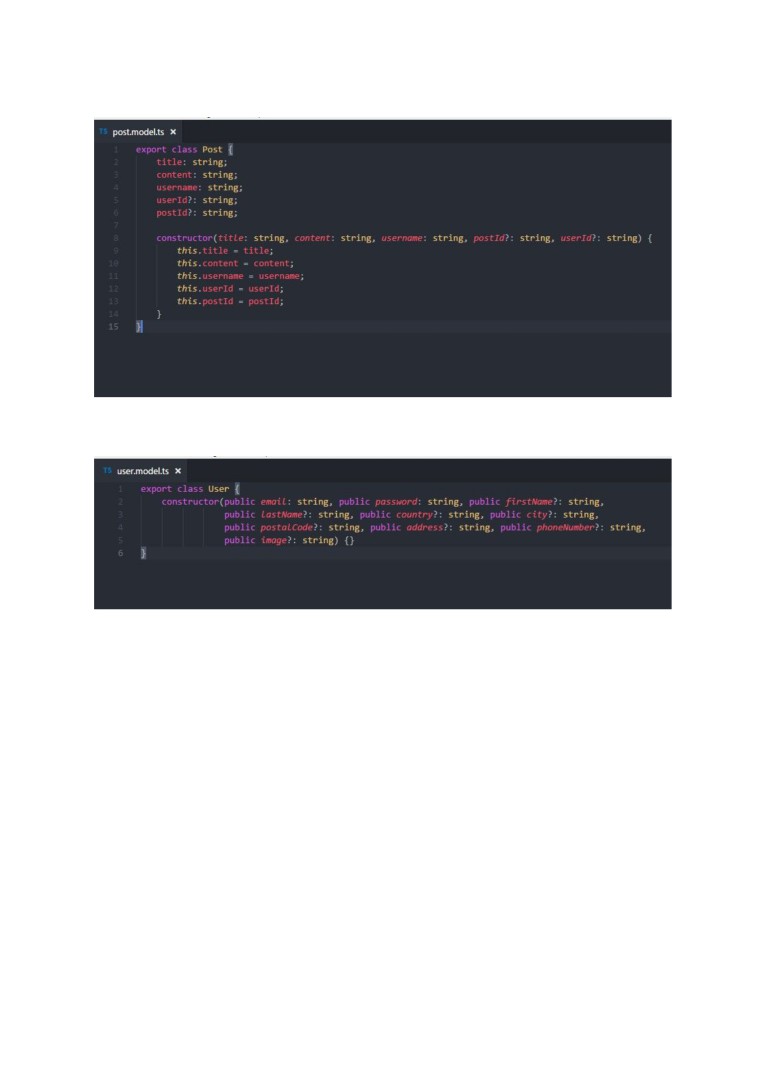 TS post.model.ts ×
1 export class Post {
2 title: string;
3 content: string;
4 username: string;
5 userId?: string;
6 postId?: string;
7
8 constructor(title: string, content: string, username: string, postId?: string, userId?: string) {
9 this.title = title;
10 this.content = content;
11 this.username = username;
12 this.userId = userId;
13 this.postId = postId;
14 }
15 }
TS user.model.ts ×
1 export class User {
2 constructor(public email: string, public password: string, public firstName?: string,
3 public lastName?: string, public country?: string, public city?: string,
4 public postalCode?: string, public address?: string, public phoneNumber?: string,
5 public image?: string) {}
6 }